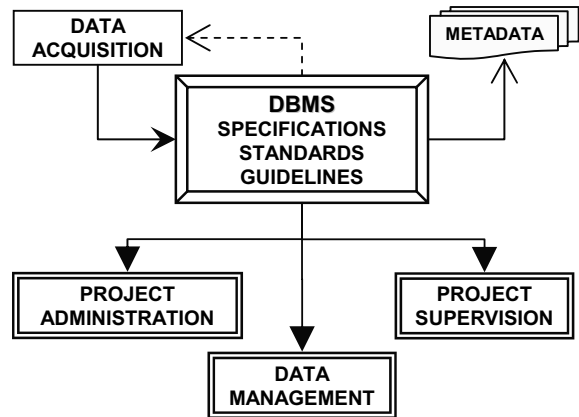 DATA
ACQUISITION
METADATA
DBMS
SPECIFICATIONS
STANDARDS
GUIDELINES
PROJECT
ADMINISTRATION
PROJECT
SUPERVISION
DATA
MANAGEMENT